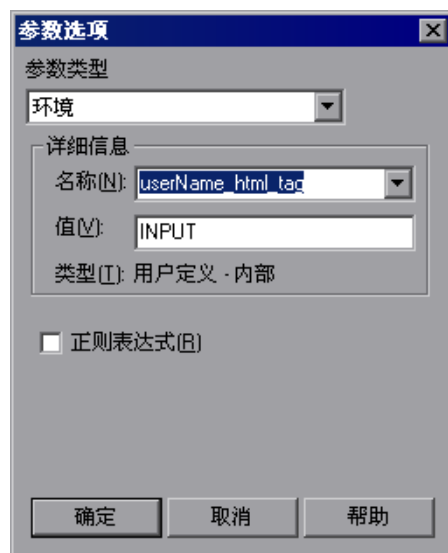 参数选项
参数类型
环境
详细信息
名称(N): userName_html_tag
值(V): INPUT
类型(T): 用户定义 - 内部
正则表达式(R)
确定 取消 帮助